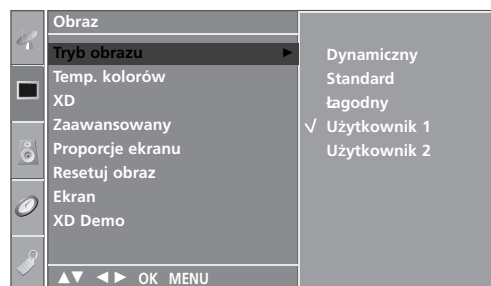 Obraz
Tryb obrazu ►
Temp. kolorów
XD
Zaawansowany
Proporcje ekranu
Resetuj obraz
Ekran
XD Demo
▲▼ ◄► OK MENU
Dynamiczny
Standard
Łagodny
√ Użytkownik 1
Użytkownik 2